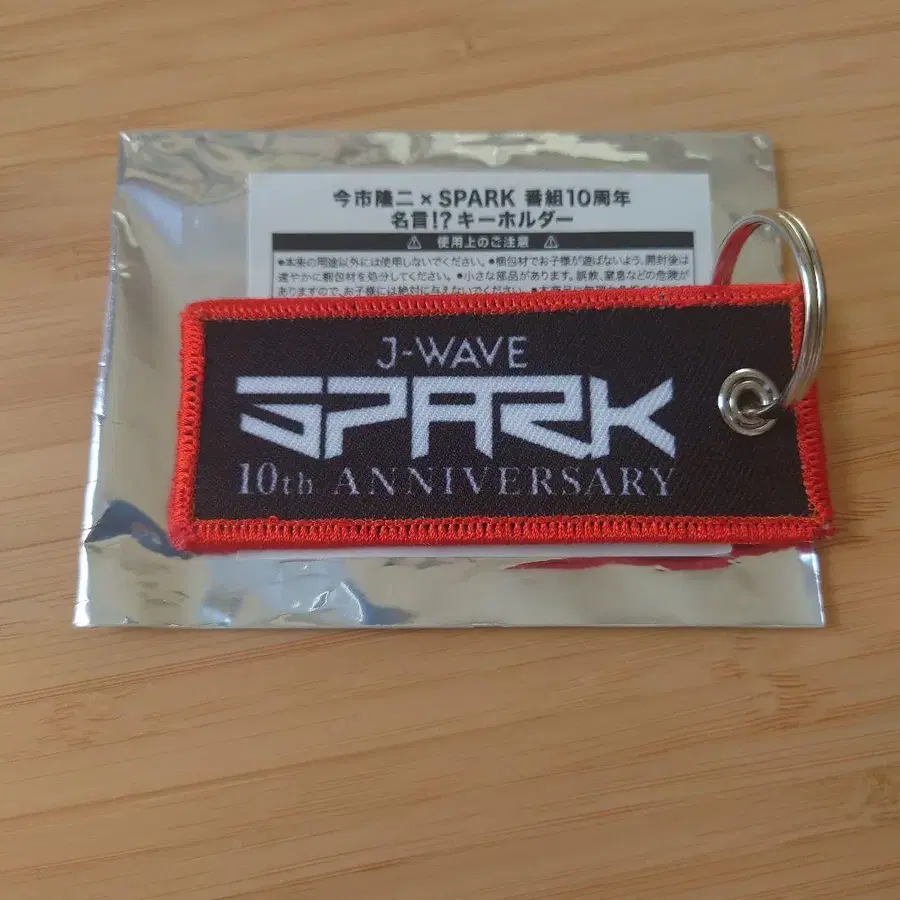 今市隆二 × SPARK 番組10周年
名言!?キーホルダー
⚠ 使用上のご注意 ⚠
●本来の用途以外には使用しないでください。●梱包材でお子様が遊ばないよう、開封後は
速やかに梱包材を処分してください。●小さな部品があります。誤飲、窒息などの危険が
ありますので、お子様には絶対に与えないでください。
J-WAVE
SPARK
10th ANNIVERSARY